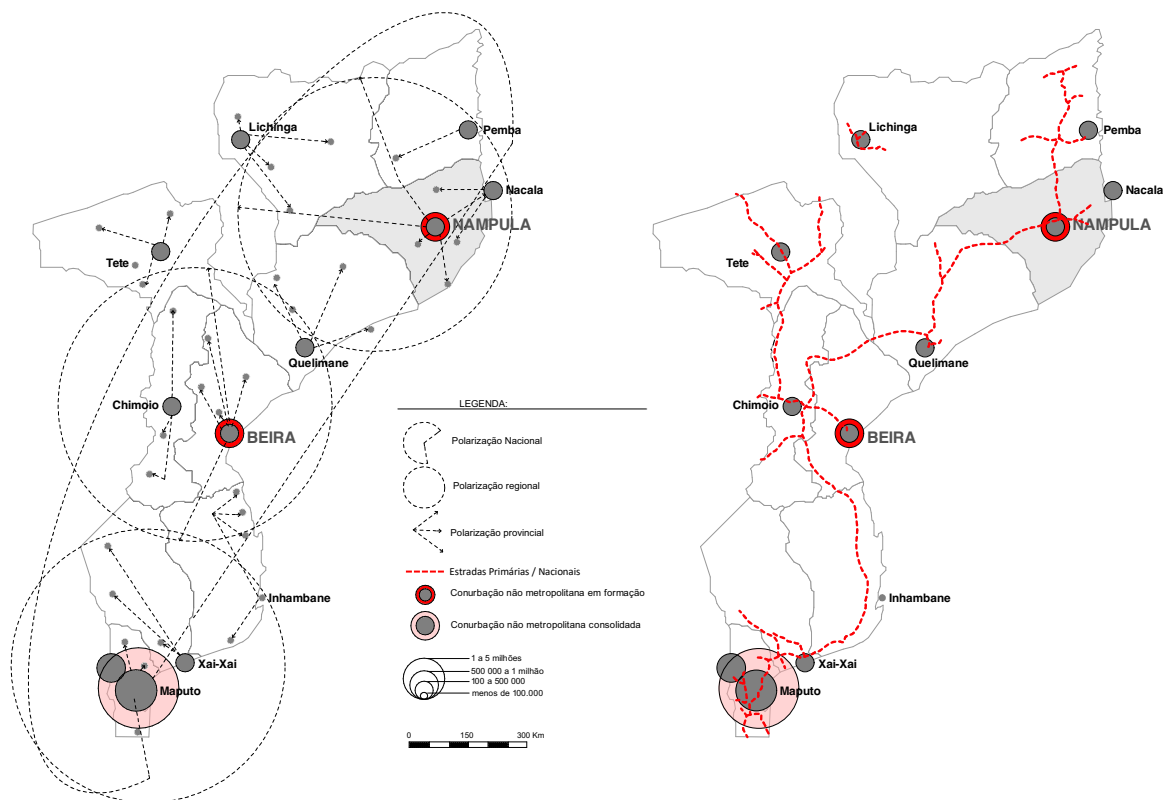 Lichinga
Pemba
Nacala
NAMPULA
Tete
Quelimane
Chimoio
BEIRA
Inhambane
Xai-Xai
Maputo
LEGENDA:
Polarização Nacional
Polarização regional
Polarização provincial
Estradas Primárias / Nacionais
Conurbação não metropolitana em formação
Conurbação não metropolitana consolidada
1 a 5 milhões
500 000 a 1 milhão
100 a 500 000
menos de 100.000
0 150 300 Km
Lichinga
Pemba
Nacala
NAMPULA
Tete
Quelimane
Chimoio
BEIRA
Inhambane
Xai-Xai
Maputo